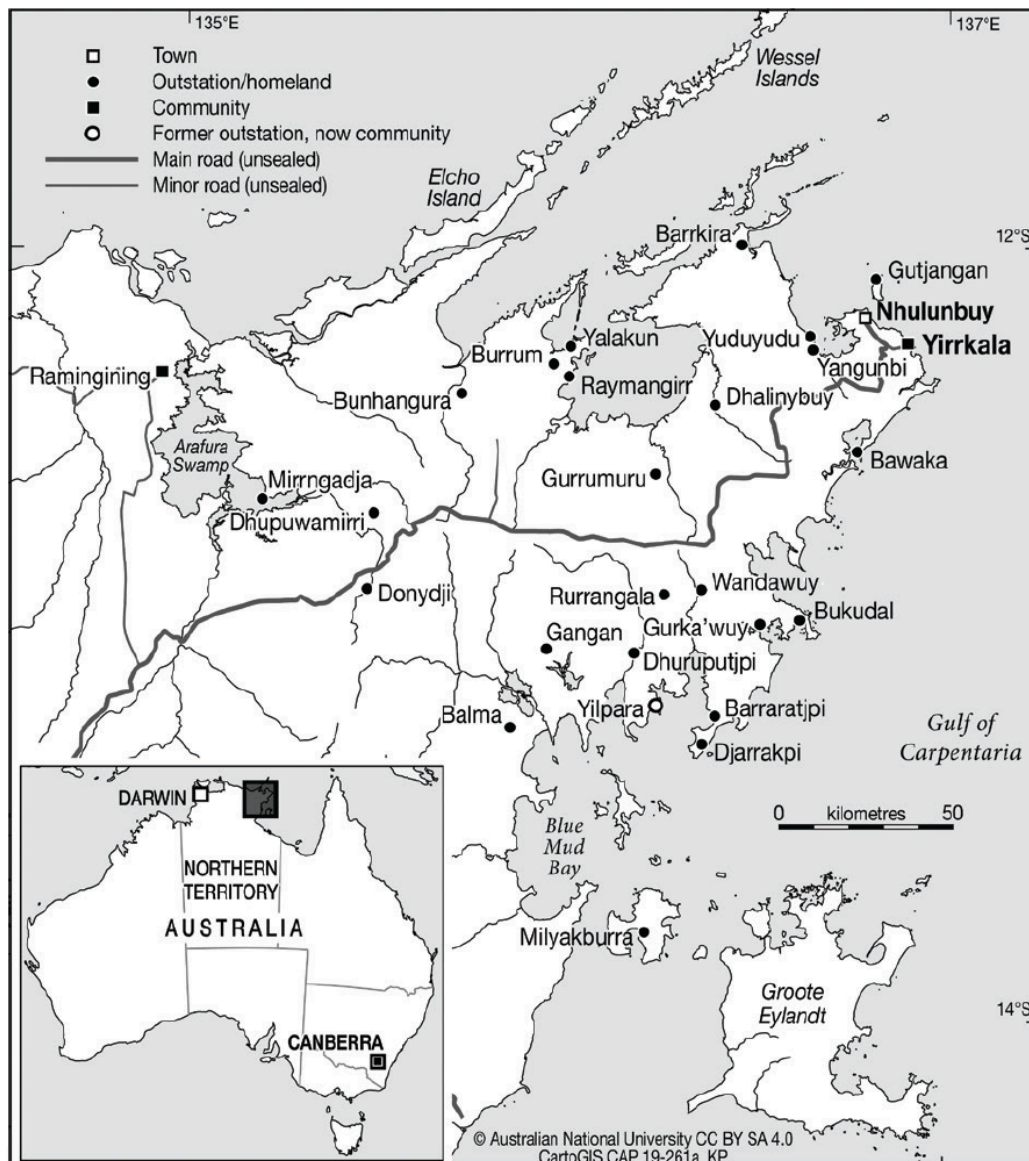 135°E
137°E
Town
Outstation/homeland
Community
Former outstation, now community
Main road (unsealed)
Minor road (unsealed)
Wessel
Islands
Elcho
Island
Barrkira
12°S
Gutjangan
Nhulunbuy
Yalakun
Yuduyudu
Yirrkala
Burrum
Yangunbi
Ramingining
Raymangirr
Bunhangura
Dhalinybuy
Arafura
Swamp
Bawaka
Mirrngadja
Gurrumuru
Dhupuwamirri
Donydji
Rurrangala
Wandawuy
Bukudal
Gangan
Gurka'wuy
Dhuruputjpi
Yilpara
Barraratjpi
Balma
Djarrakpi
Gulf of
Carpentaria
0 kilometres 50
Blue
Mud
Bay
Milyakburra
Groote
Eylandt
14°S
DARWIN
NORTHERN
TERRITORY
AUSTRALIA
CANBERRA
© Australian National University CC BY SA 4.0
CartoGIS CAP 19-261a KP